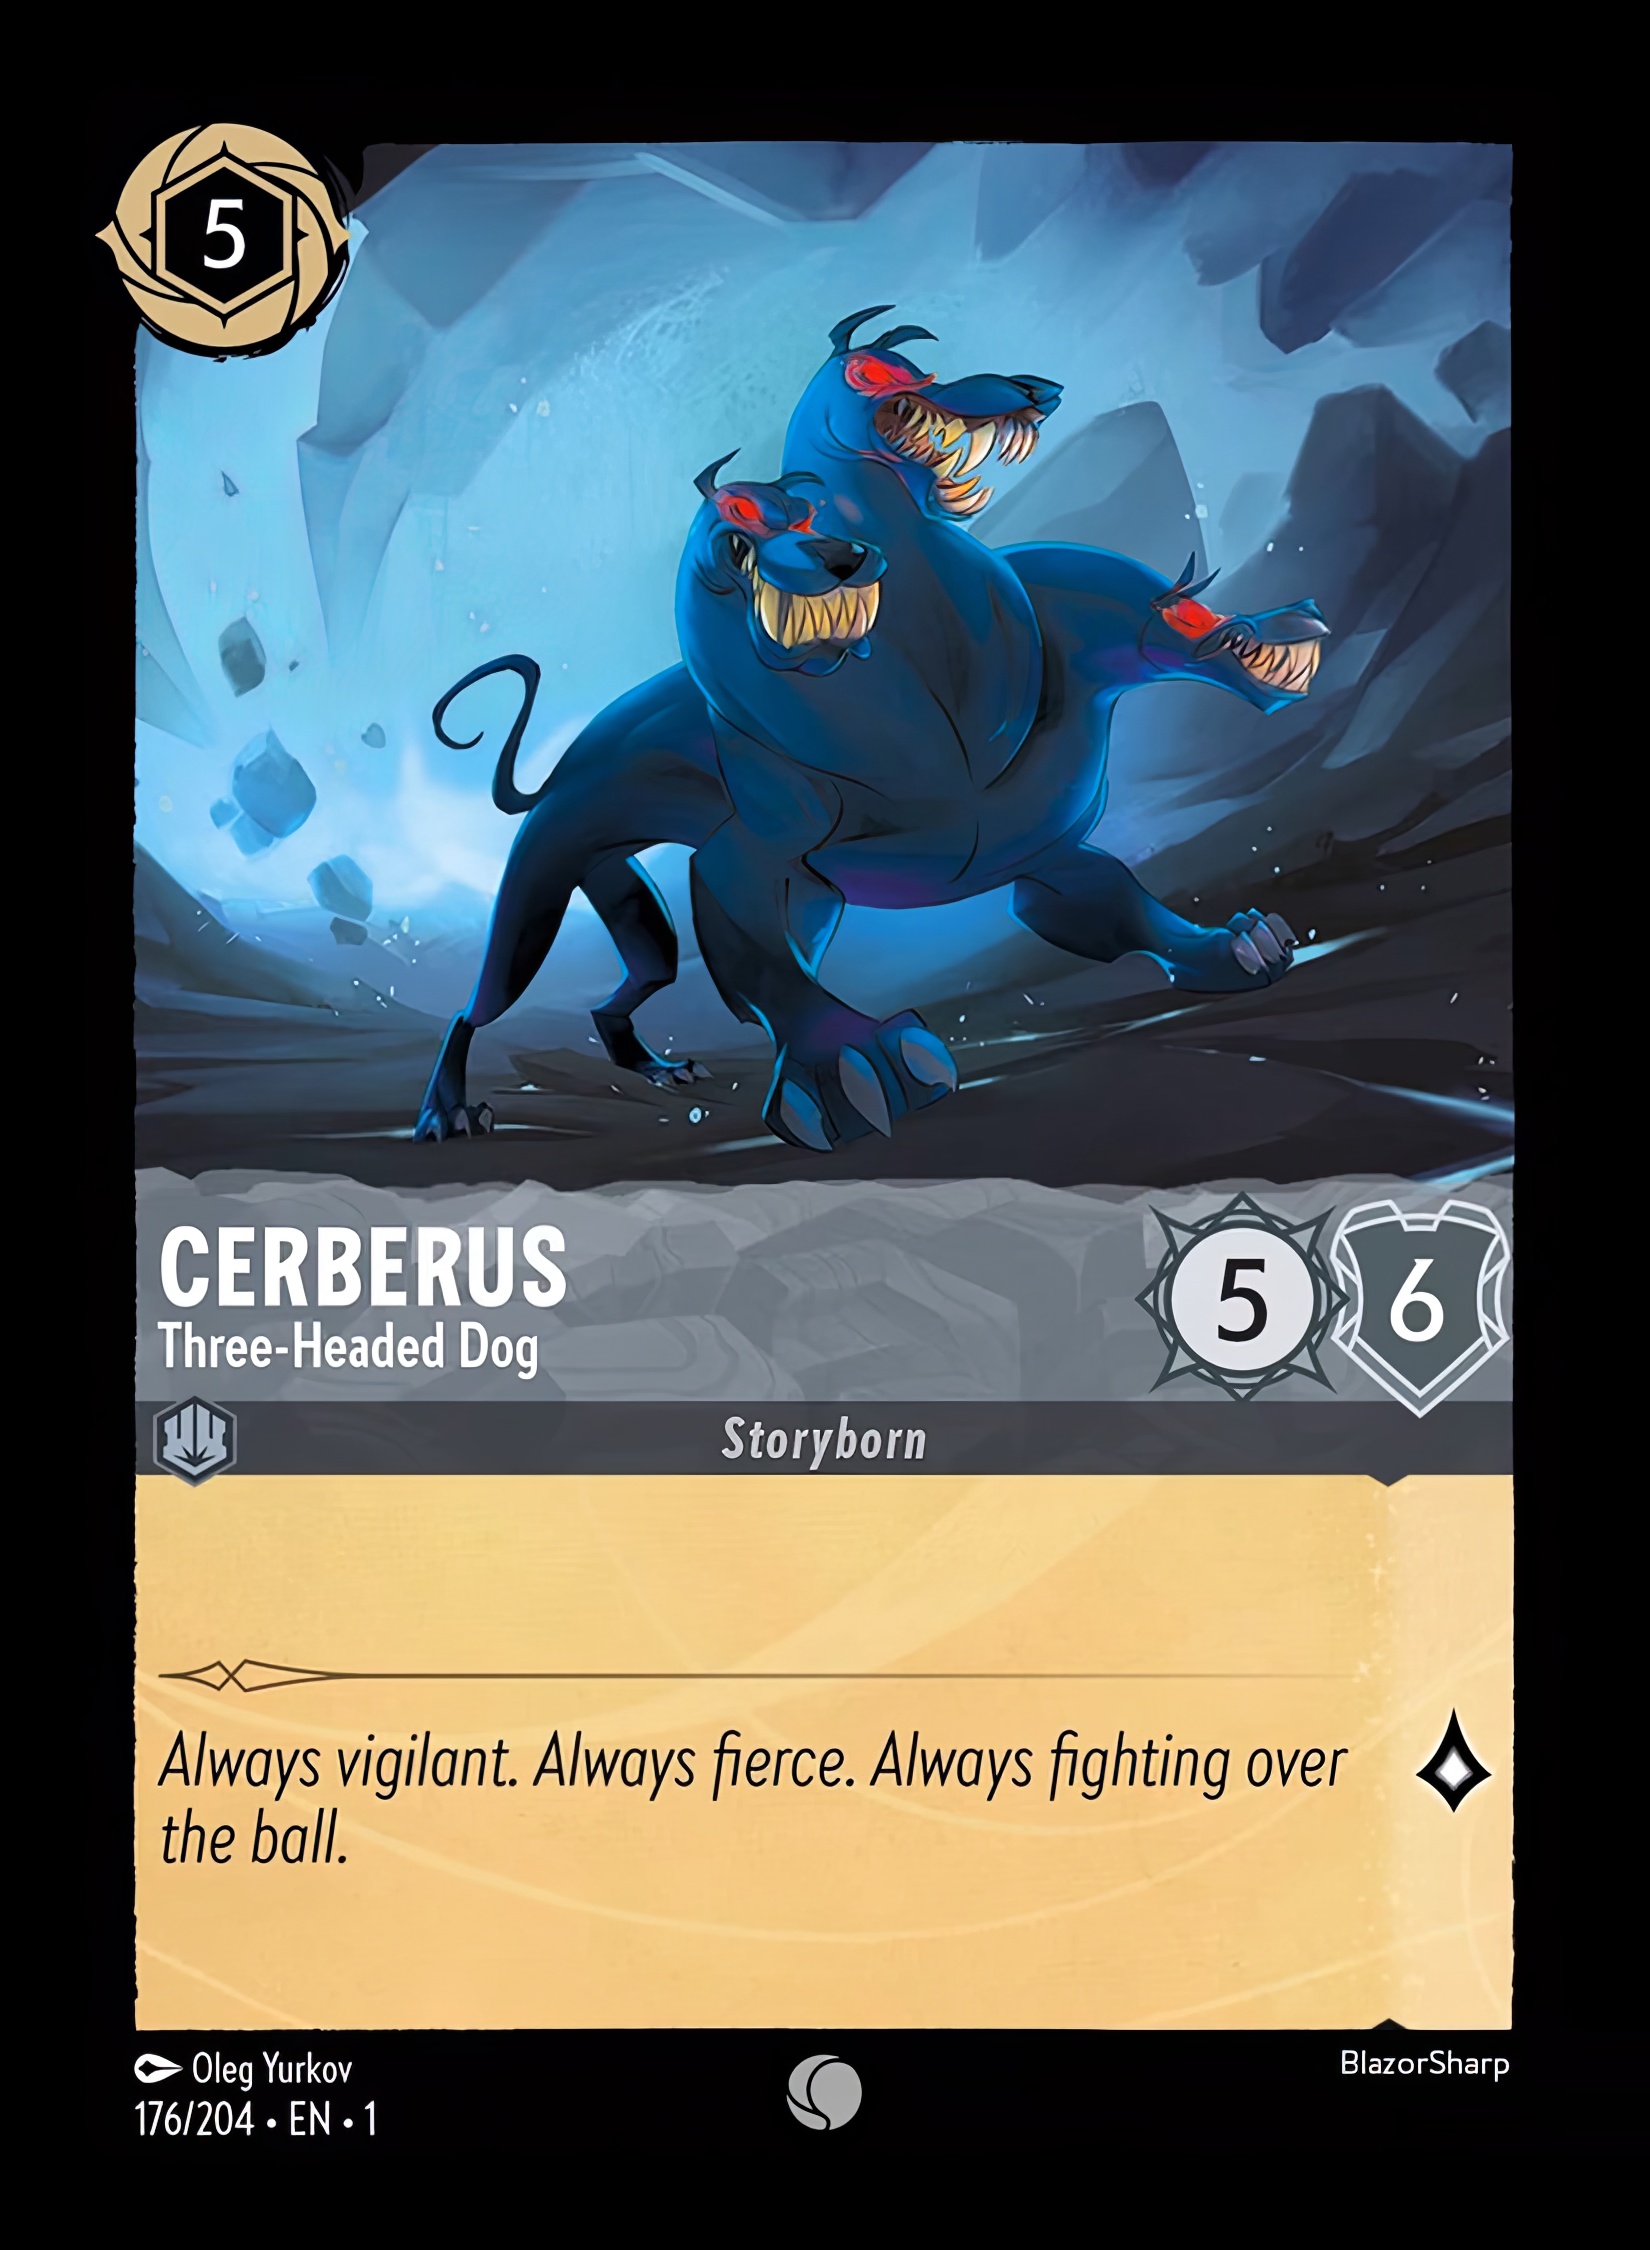 5
CERBERUS
Three-Headed Dog
5
6
Storyborn
Always vigilant. Always fierce. Always fighting over
the ball.
Oleg Yurkov
BlazorSharp
176/204 • EN • 1